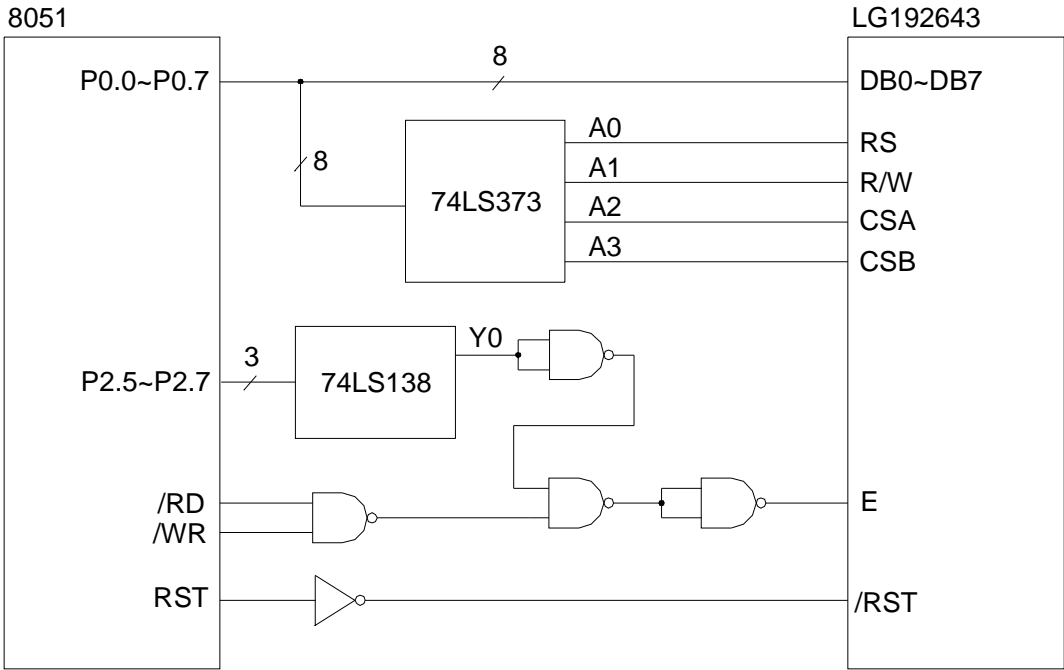 8051
LG192643
P0.0~P0.7
8
DB0~DB7
8
74LS373
A0
RS
A1
R/W
A2
CSA
A3
CSB
P2.5~P2.7
3
74LS138
Y0
/RD
/WR
E
RST
/RST